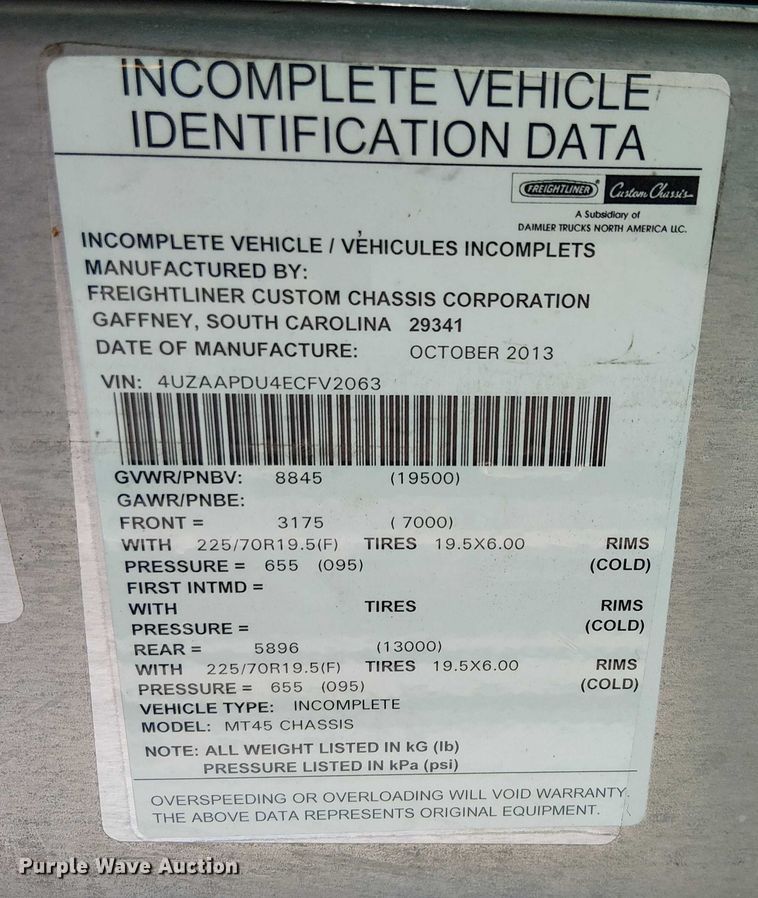 INCOMPLETE VEHICLE
IDENTIFICATION DATA
FREIGHTLINER Custom Chassis
A Subsidiary of
DAIMLER TRUCKS NORTH AMERICA LLC.
INCOMPLETE VEHICLE / VÉHICULES INCOMPLETS
MANUFACTURED BY:
FREIGHTLINER CUSTOM CHASSIS CORPORATION
GAFFNEY, SOUTH CAROLINA 29341
DATE OF MANUFACTURE: OCTOBER 2013
VIN: 4UZAAPDU4ECFV2063
GVWR/PNBV: 8845 (19500)
GAWR/PNBE:
FRONT = 3175 ( 7000)
WITH 225/70R19.5(F) TIRES 19.5X6.00 RIMS
PRESSURE = 655 (095) (COLD)
FIRST INTMD =
WITH TIRES RIMS
PRESSURE = (COLD)
REAR = 5896 (13000)
WITH 225/70R19.5(F) TIRES 19.5X6.00 RIMS
PRESSURE = 655 (095) (COLD)
VEHICLE TYPE: INCOMPLETE
MODEL: MT45 CHASSIS
NOTE: ALL WEIGHT LISTED IN kG (lb)
PRESSURE LISTED IN kPa (psi)
OVERSPEEDING OR OVERLOADING WILL VOID WARRANTY.
THE ABOVE DATA REPRESENTS ORIGINAL EQUIPMENT.
Purple Wave Auction